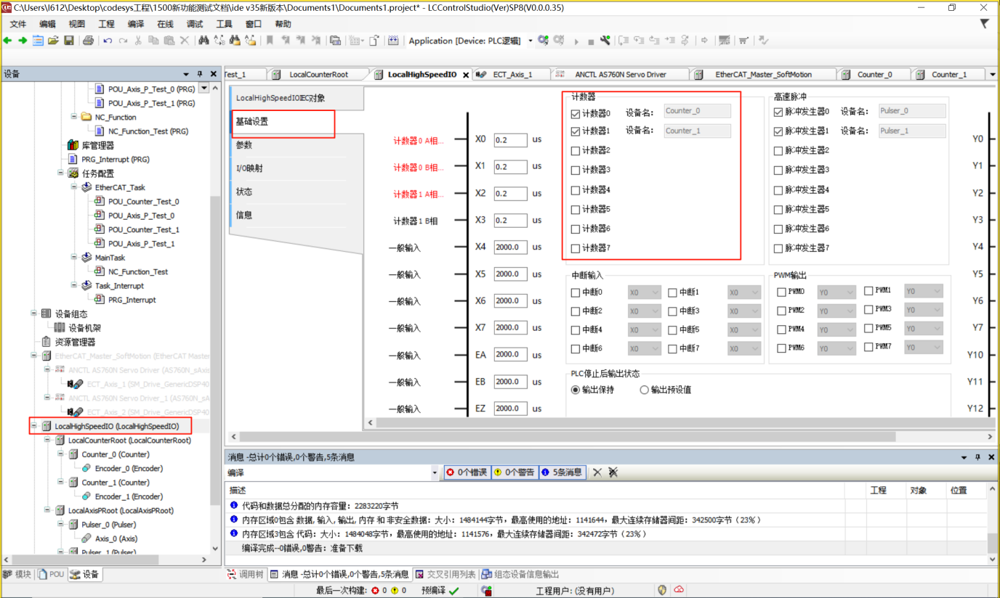 C:\Users\l612\Desktop\codesys工程\1500新功能测试文档\ide v35新版本\Documents1\Documents1.project* - LCControlStudio(Ver)SP8(V0.0.0.35)
文件 编辑 视图 工程 编译 在线 调试 工具 窗口 帮助
Application [Device: PLC逻辑]
设备
POU_Axis_P_Test_0 (PRG)
POU_Axis_P_Test_1 (PRG)
NC_Function
NC_Function_Test (PRG)
库管理器
PRG_Interrupt (PRG)
任务配置
EtherCAT_Task
POU_Counter_Test_0
POU_Axis_P_Test_0
POU_Counter_Test_1
POU_Axis_P_Test_1
MainTask
NC_Function_Test
Task_Interrupt
PRG_Interrupt
设备组态
设备机架
资源管理器
EtherCAT_Master_SoftMotion (EtherCAT Master
ANCTL AS760N Servo Driver (AS760N_sAxis
ECT_Axis_1 (SM_Drive_GenericDSP40
ANCTL AS760N Servo Driver_1 (AS760N_sA
ECT_Axis_2 (SM_Drive_GenericDSP40
LocalHighSpeedIO (LocalHighSpeedIO)
LocalCounterRoot (LocalCounterRoot)
Counter_0 (Counter)
Encoder_0 (Encoder)
Counter_1 (Counter)
Encoder_1 (Encoder)
LocalAxisPRoot (LocalAxisPRoot)
Pulser_0 (Pulser)
Axis_0 (Axis)
Pulser_1 (Pulser)
模块 POU 设备
Test_1 LocalCounterRoot LocalHighSpeedIO ECT_Axis_1 ANCTL AS760N Servo Driver EtherCAT_Master_SoftMotion Counter_0 Counter_1
LocalHighSpeedIOIEC对象
基础设置
参数
I/O映射
状态
信息
计数器0 A相... X0 0.2 us
计数器0 B相... X1 0.2 us
计数器1 A相... X2 0.2 us
计数器1 B相 X3 0.2 us
一般输入 X4 2000.0 us
一般输入 X5 2000.0 us
一般输入 X6 2000.0 us
一般输入 X7 2000.0 us
一般输入 EA 2000.0 us
一般输入 EB 2000.0 us
一般输入 EZ 2000.0 us
计数器
计数器0 设备名: Counter_0
计数器1 设备名: Counter_1
计数器2
计数器3
计数器4
计数器5
计数器6
计数器7
高速脉冲
脉冲发生器0 设备名: Pulser_0
脉冲发生器1 设备名: Pulser_1
脉冲发生器2
脉冲发生器3
脉冲发生器4
脉冲发生器5
脉冲发生器6
脉冲发生器7
中断输入
中断0 X0 中断1 X0
中断2 X0 中断3 X0
中断4 X0 中断5 X0
中断6 X0 中断7 X0
PWM输出
PWM0 Y0 PWM1 Y0
PWM2 Y0 PWM3 Y0
PWM4 Y0 PWM5 Y0
PWM6 Y0 PWM7 Y0
PLC停止后输出状态
输出保持 输出预设值
Y0
Y1
Y2
Y3
Y4
Y5
Y6
Y7
Y10
Y11
Y12
消息 -总计0个错误,0个警告,5条消息
编译 0个错误 0个警告 5条消息
描述 工程 对象 位置
代码和数据总分配的内存容量: 2283220字节
内存区域0包含 数据, 输入, 输出, 内存 和 非安全数据: 大小: 1484144字节, 最高使用的地址: 1141644, 最大连续存储器间距: 342500字节 (23%)
内存区域3包含 代码: 大小: 1484048字节, 最高使用的地址: 1141576, 最大连续存储器间距: 342472字节 (23%)
编译完成--0错误,0警告: 准备下载
调用树 消息 -总计0个错误,0个警告,5条消息 交叉引用列表 组态设备信息输出
最后一次构建: 0 0 预编译 工程用户: (没有用户)